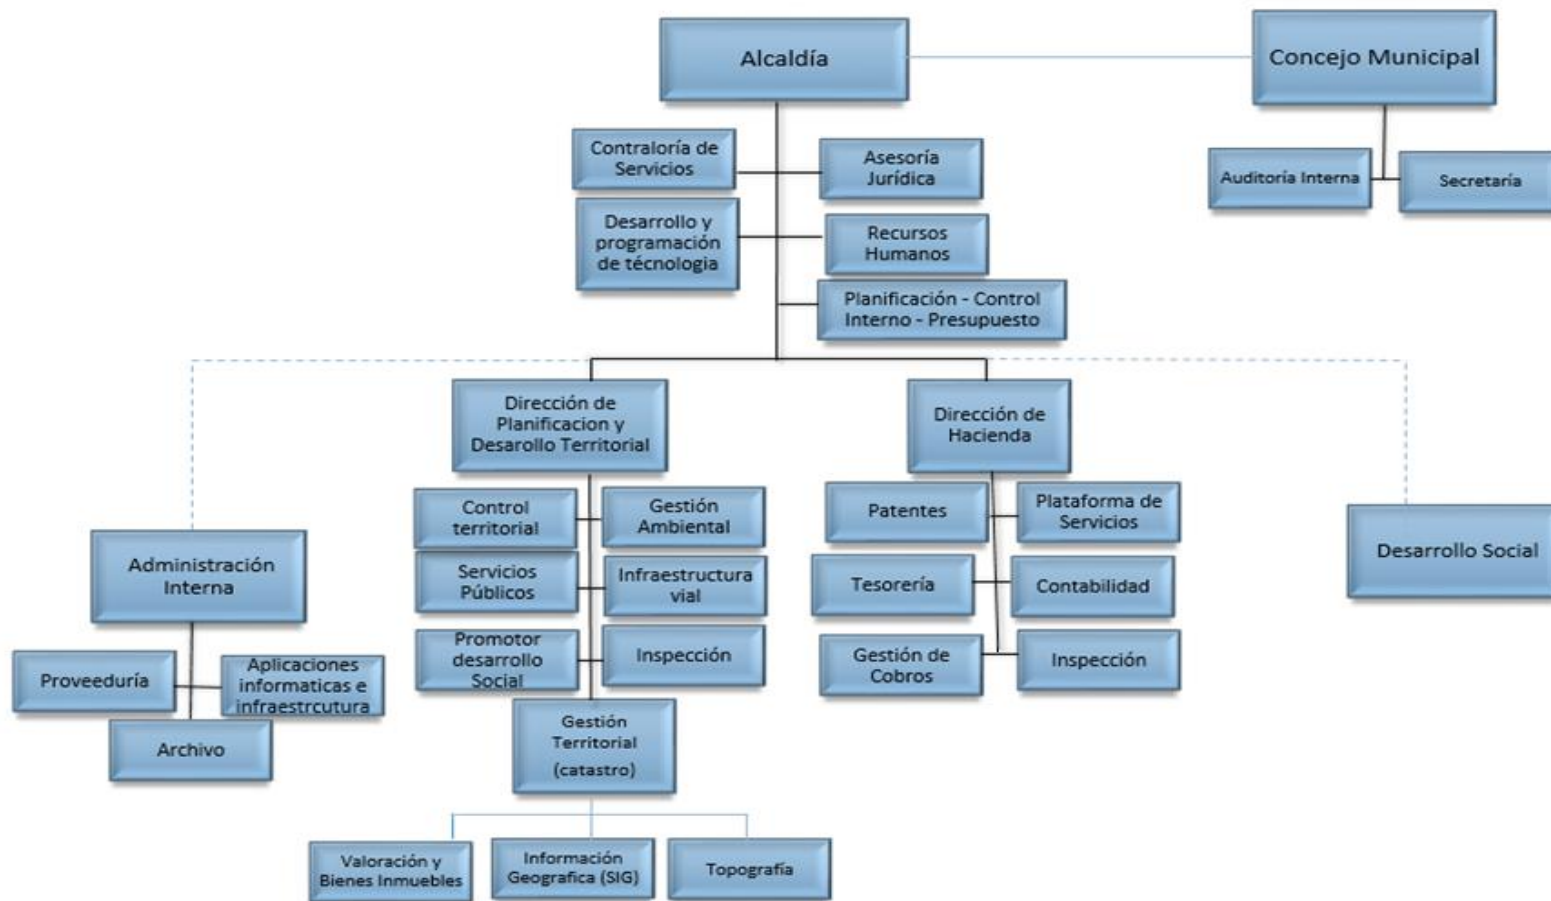 Alcaldía
Concejo Municipal
Contraloría de
Servicios
Asesoría
Jurídica
Auditoría Interna
Secretaría
Desarrollo y
programación
de técnologia
Recursos
Humanos
Planificación - Control
Interno - Presupuesto
Dirección de
Planificacion y
Desarollo Territorial
Dirección de
Hacienda
Control
territorial
Gestión
Ambiental
Patentes
Plataforma de
Servicios
Administración
Interna
Servicios
Públicos
Infraestructura
vial
Tesorería
Contabilidad
Desarrollo Social
Proveeduría
Aplicaciones
informaticas e
infraestrcutura
Archivo
Promotor
desarrollo
Social
Inspección
Gestión de
Cobros
Inspección
Gestión
Territorial
(catastro)
Valoración y
Bienes Inmuebles
Información
Geografica (SIG)
Topografía